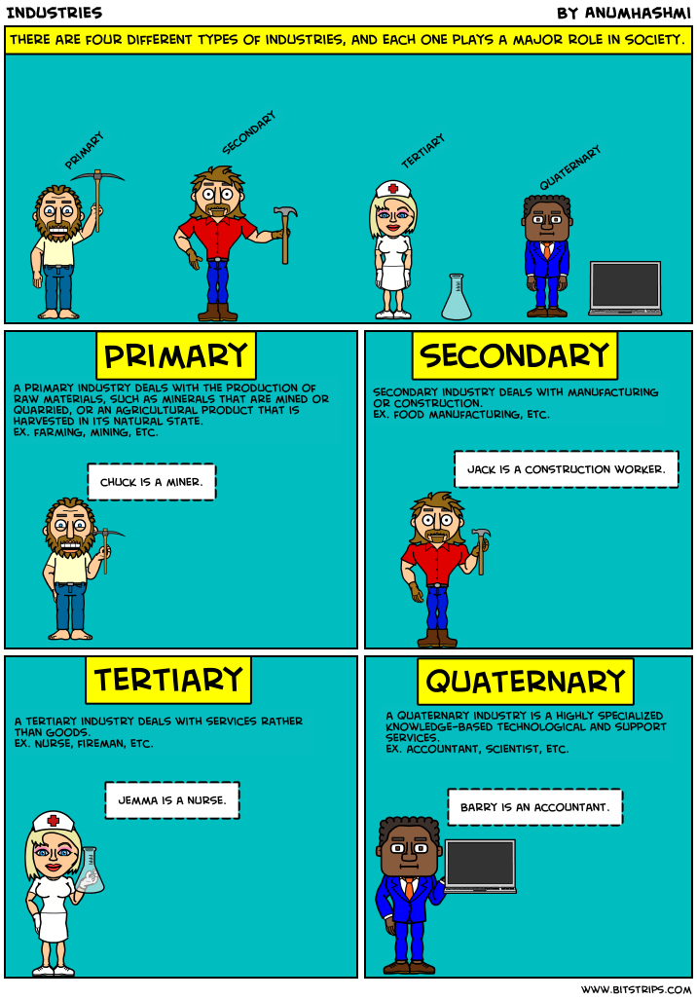 INDUSTRIES
BY ANUMHASHMI
THERE ARE FOUR DIFFERENT TYPES OF INDUSTRIES, AND EACH ONE PLAYS A MAJOR ROLE IN SOCIETY.
PRIMARY
SECONDARY
TERTIARY
QUATERNARY
PRIMARY
A PRIMARY INDUSTRY DEALS WITH THE PRODUCTION OF
RAW MATERIALS, SUCH AS MINERALS THAT ARE MINED OR
QUARRIED, OR AN AGRICULTURAL PRODUCT THAT IS
HARVESTED IN ITS NATURAL STATE.
EX. FARMING, MINING, ETC.
CHUCK IS A MINER.
SECONDARY
SECONDARY INDUSTRY DEALS WITH MANUFACTURING
OR CONSTRUCTION.
EX. FOOD MANUFACTURING, ETC.
JACK IS A CONSTRUCTION WORKER.
TERTIARY
A TERTIARY INDUSTRY DEALS WITH SERVICES RATHER
THAN GOODS.
EX. NURSE, FIREMAN, ETC.
JEMMA IS A NURSE.
QUATERNARY
A QUATERNARY INDUSTRY IS A HIGHLY SPECIALIZED
KNOWLEDGE-BASED TECHNOLOGICAL AND SUPPORT
SERVICES.
EX. ACCOUNTANT, SCIENTIST, ETC.
BARRY IS AN ACCOUNTANT.
WWW.BITSTRIPS.COM